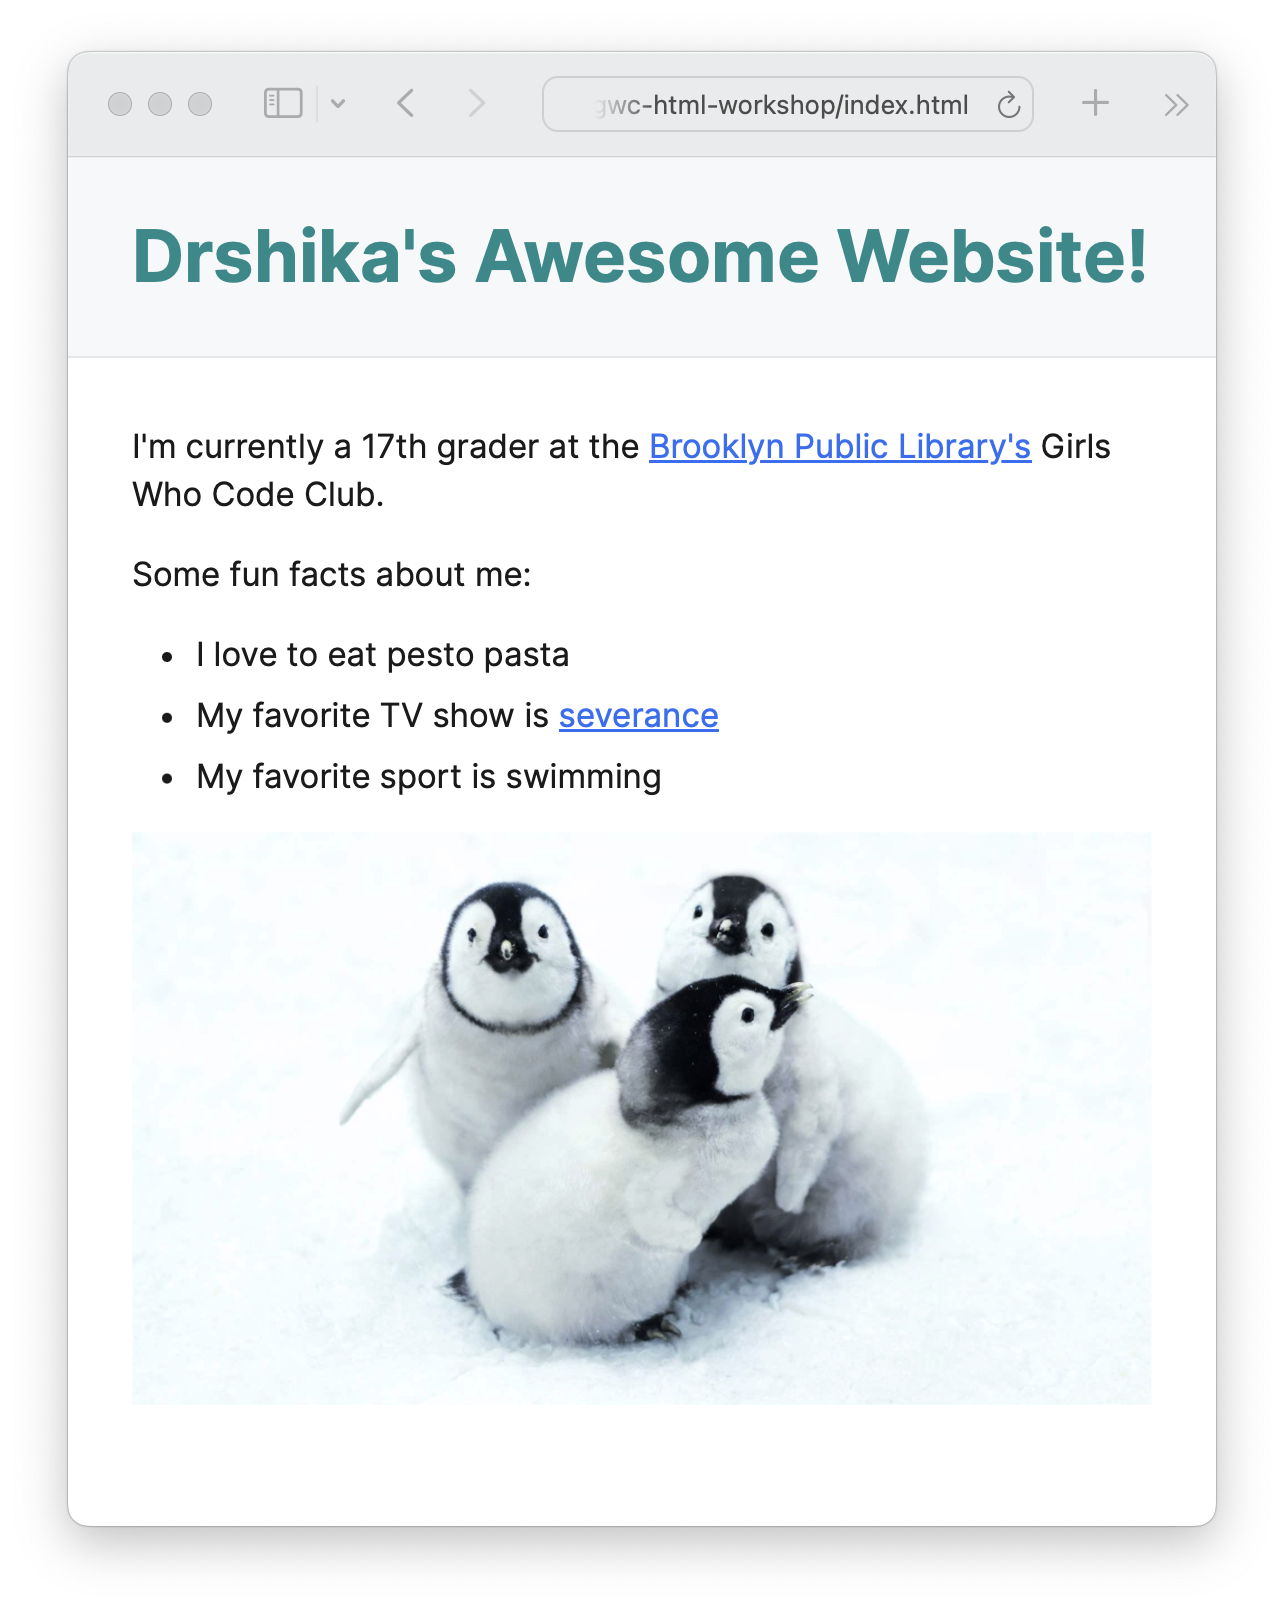 gwc-html-workshop/index.html
Drshika's Awesome Website!
I'm currently a 17th grader at the Brooklyn Public Library's Girls
Who Code Club.
Some fun facts about me:
• I love to eat pesto pasta
• My favorite TV show is severance
• My favorite sport is swimming